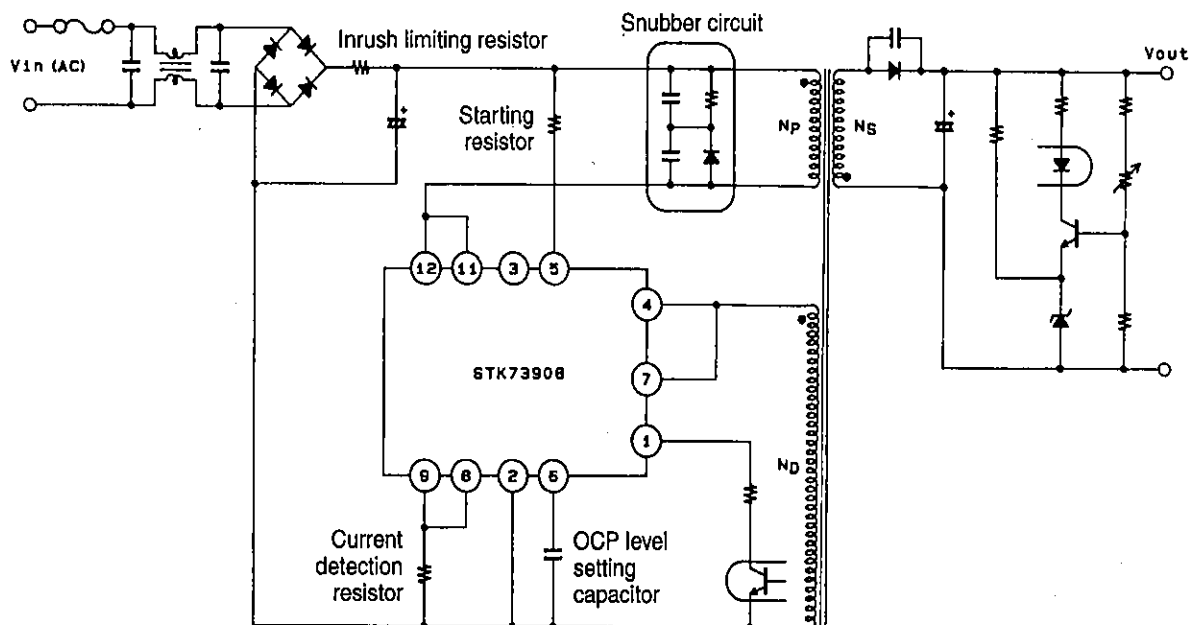 Snubber circuit
Inrush limiting resistor
Vin (AC)
Vout
Starting
resistor
NP
NS
12 11 3 5
4
STK73906
7
1
ND
9 8 2 6
Current
detection
resistor
OCP level
setting
capacitor